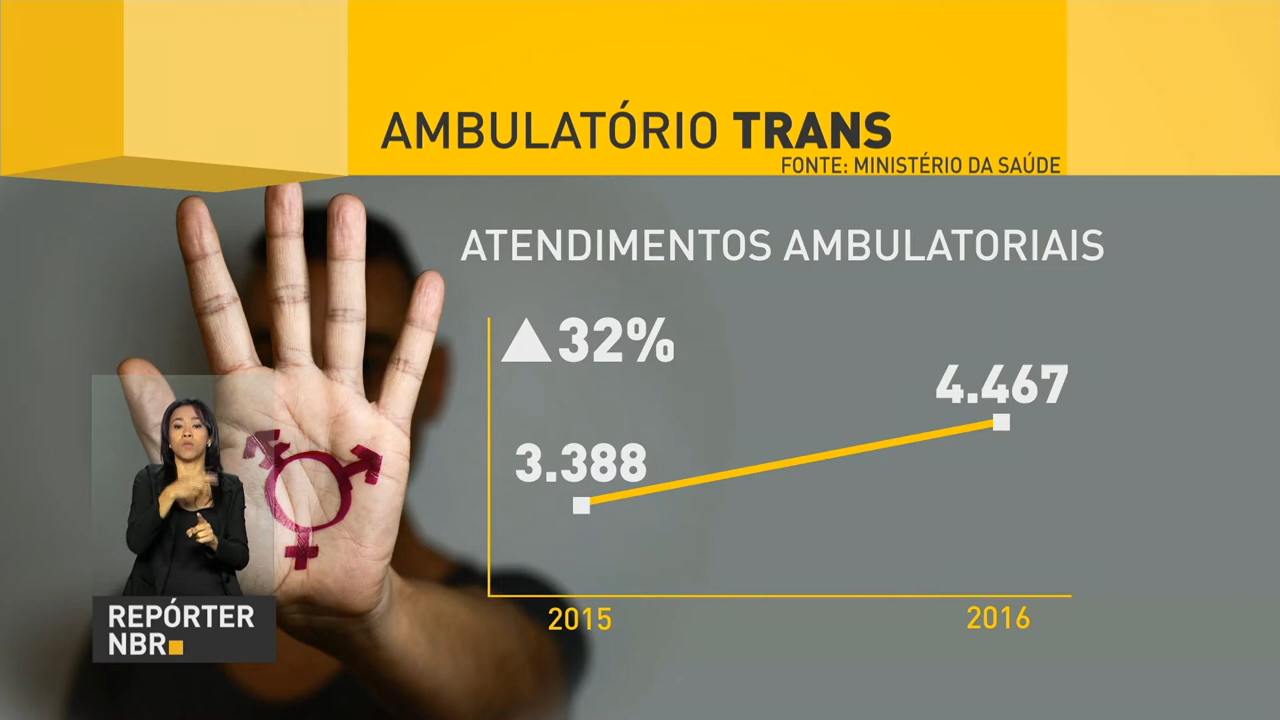 AMBULATÓRIO TRANS
FONTE: MINISTÉRIO DA SAÚDE
ATENDIMENTOS AMBULATORIAIS
▲32%
4.467
3.388
2015 2016
REPÓRTER
NBR